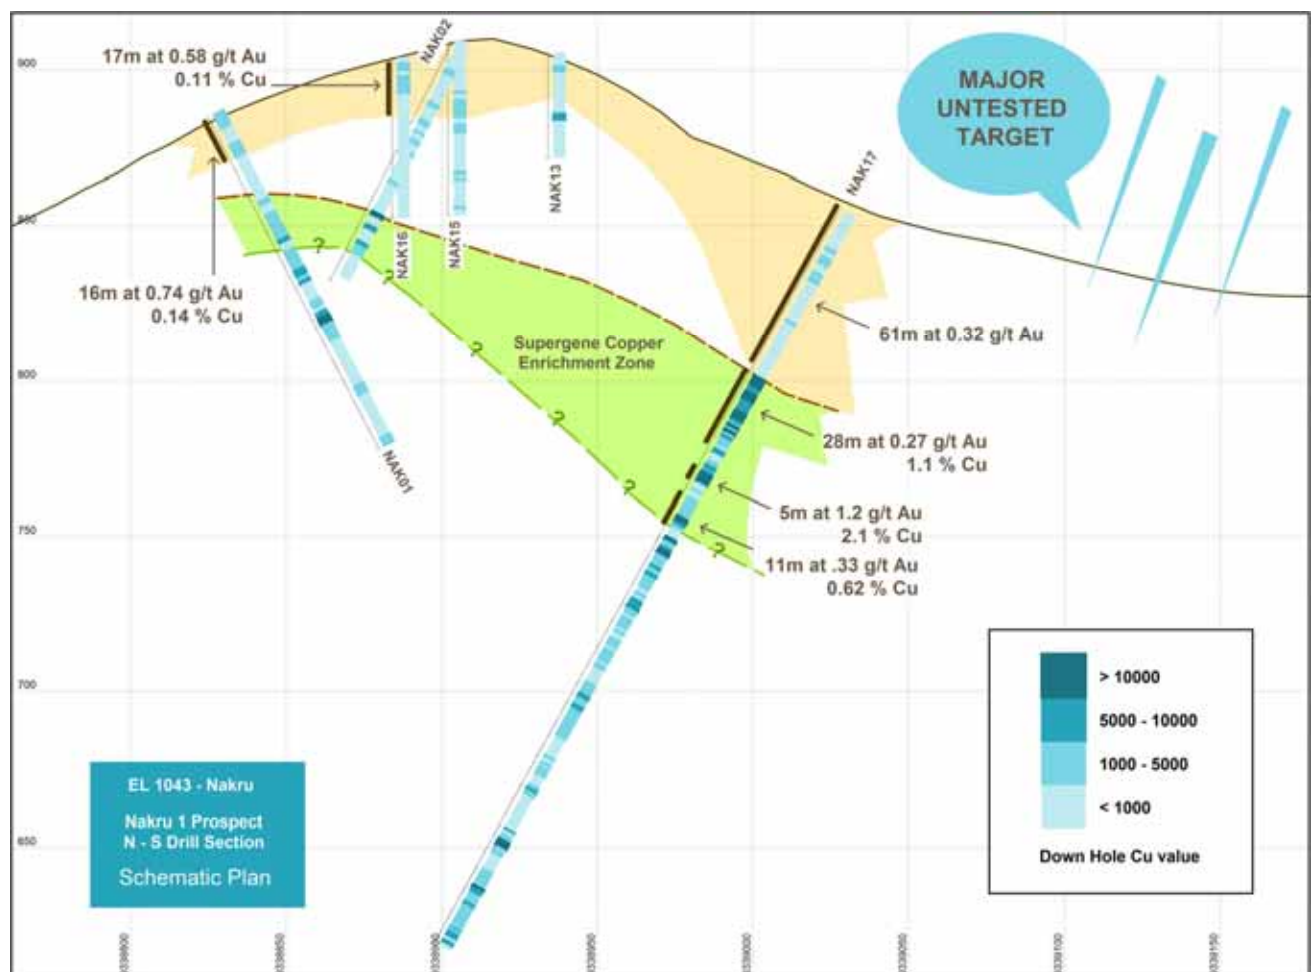 17m at 0.58 g/t Au
0.11 % Cu
NAK02
MAJOR
UNTESTED
TARGET
900
NAK17
NAK13
NAK16
NAK15
?
16m at 0.74 g/t Au
0.14 % Cu
?
61m at 0.32 g/t Au
Supergene Copper
Enrichment Zone
?
800
?
28m at 0.27 g/t Au
1.1 % Cu
NAK01
?
5m at 1.2 g/t Au
2.1 % Cu
750
?
11m at .33 g/t Au
0.62 % Cu
> 10000
5000 - 10000
1000 - 5000
< 1000
Down Hole Cu value
700
EL 1043 - Nakru
Nakru 1 Prospect
N - S Drill Section
Schematic Plan
650